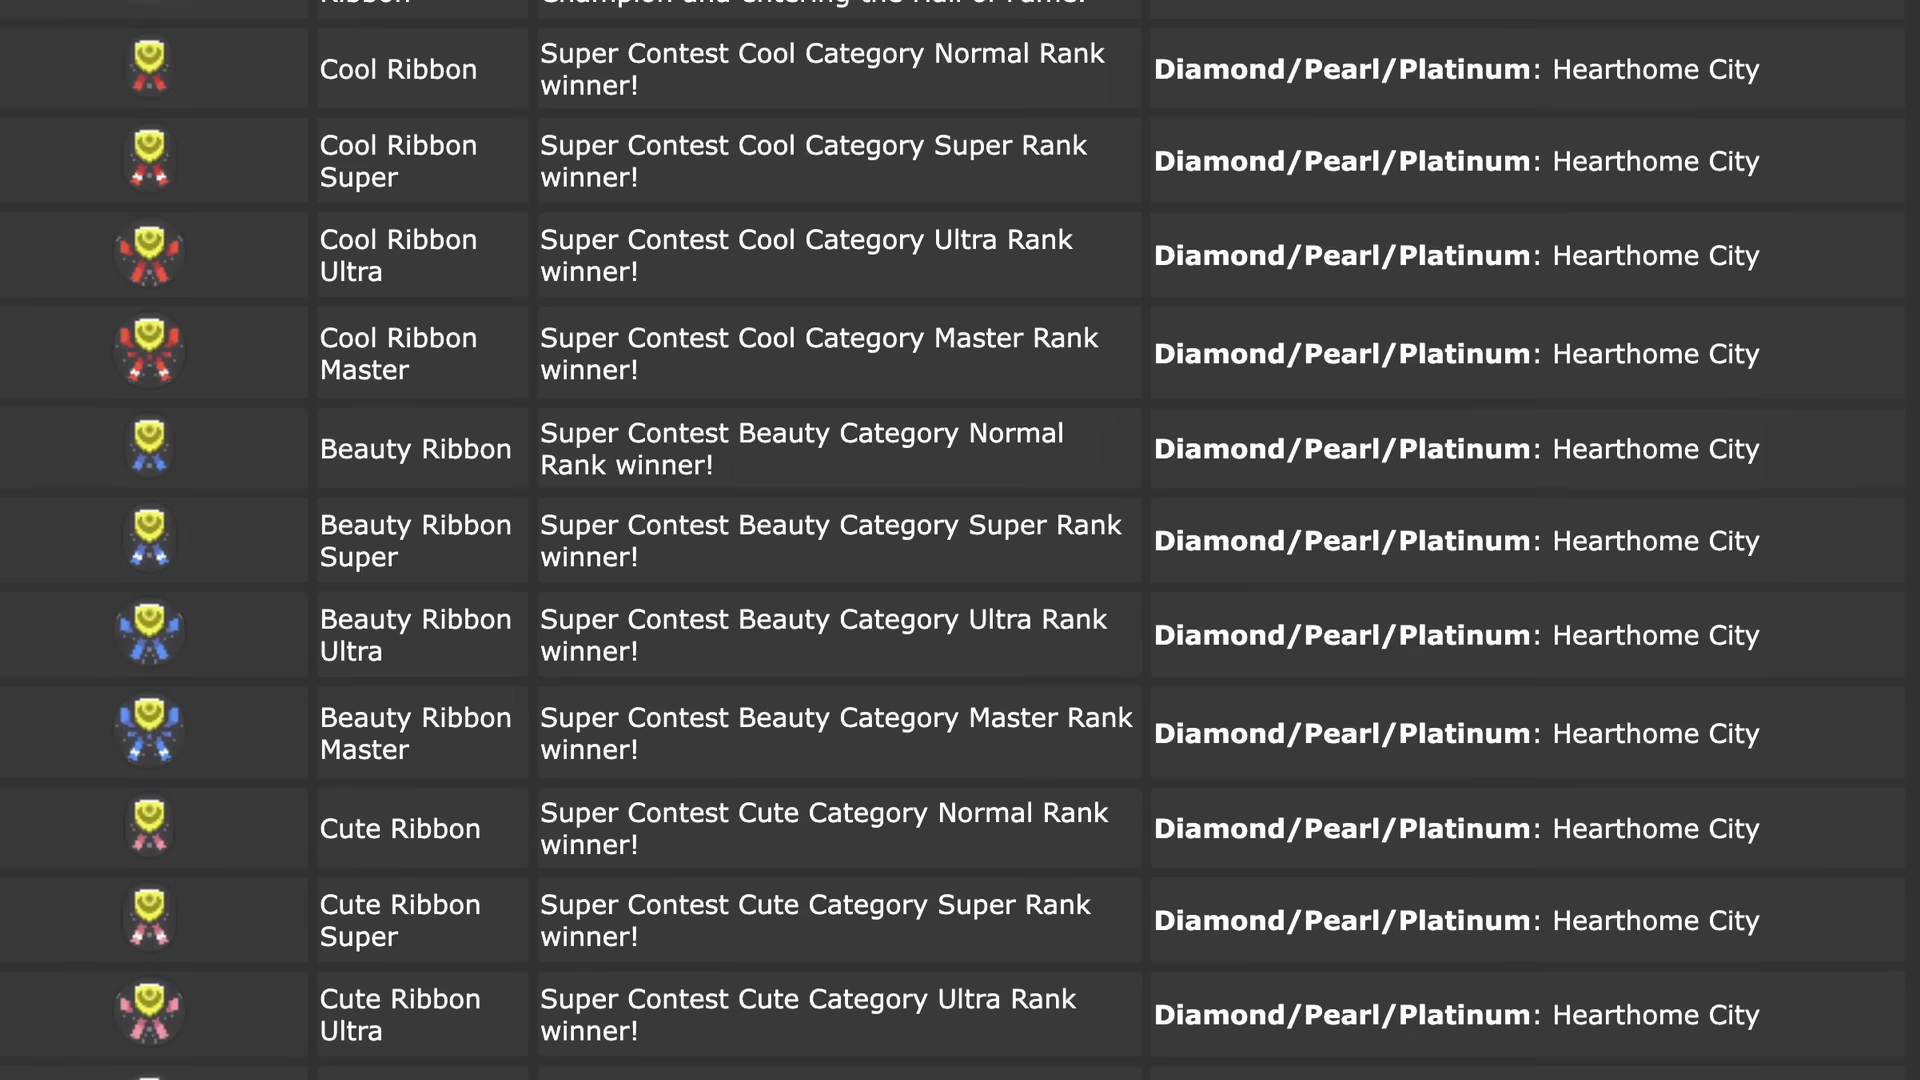 Ribbon
Champion and entering the Hall of Fame!
Cool Ribbon
Super Contest Cool Category Normal Rank
winner!
Diamond/Pearl/Platinum: Hearthome City
Cool Ribbon
Super
Super Contest Cool Category Super Rank
winner!
Diamond/Pearl/Platinum: Hearthome City
Cool Ribbon
Ultra
Super Contest Cool Category Ultra Rank
winner!
Diamond/Pearl/Platinum: Hearthome City
Cool Ribbon
Master
Super Contest Cool Category Master Rank
winner!
Diamond/Pearl/Platinum: Hearthome City
Beauty Ribbon
Super Contest Beauty Category Normal
Rank winner!
Diamond/Pearl/Platinum: Hearthome City
Beauty Ribbon
Super
Super Contest Beauty Category Super Rank
winner!
Diamond/Pearl/Platinum: Hearthome City
Beauty Ribbon
Ultra
Super Contest Beauty Category Ultra Rank
winner!
Diamond/Pearl/Platinum: Hearthome City
Beauty Ribbon
Master
Super Contest Beauty Category Master Rank
winner!
Diamond/Pearl/Platinum: Hearthome City
Cute Ribbon
Super Contest Cute Category Normal Rank
winner!
Diamond/Pearl/Platinum: Hearthome City
Cute Ribbon
Super
Super Contest Cute Category Super Rank
winner!
Diamond/Pearl/Platinum: Hearthome City
Cute Ribbon
Ultra
Super Contest Cute Category Ultra Rank
winner!
Diamond/Pearl/Platinum: Hearthome City